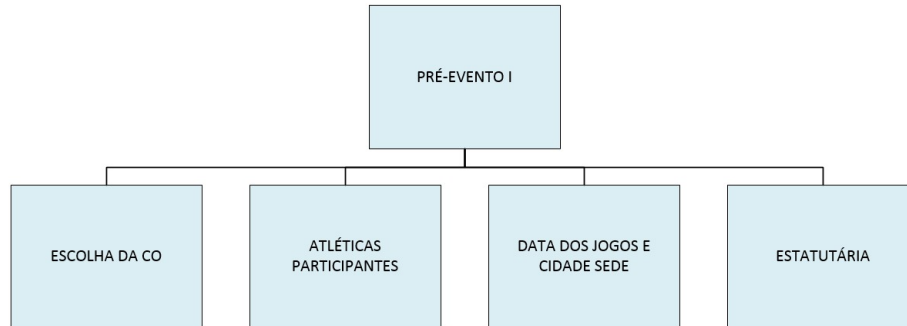 PRÉ-EVENTO I
ESCOLHA DA CO
ATLÉTICAS
PARTICIPANTES
DATA DOS JOGOS E
CIDADE SEDE
ESTATUTÁRIA